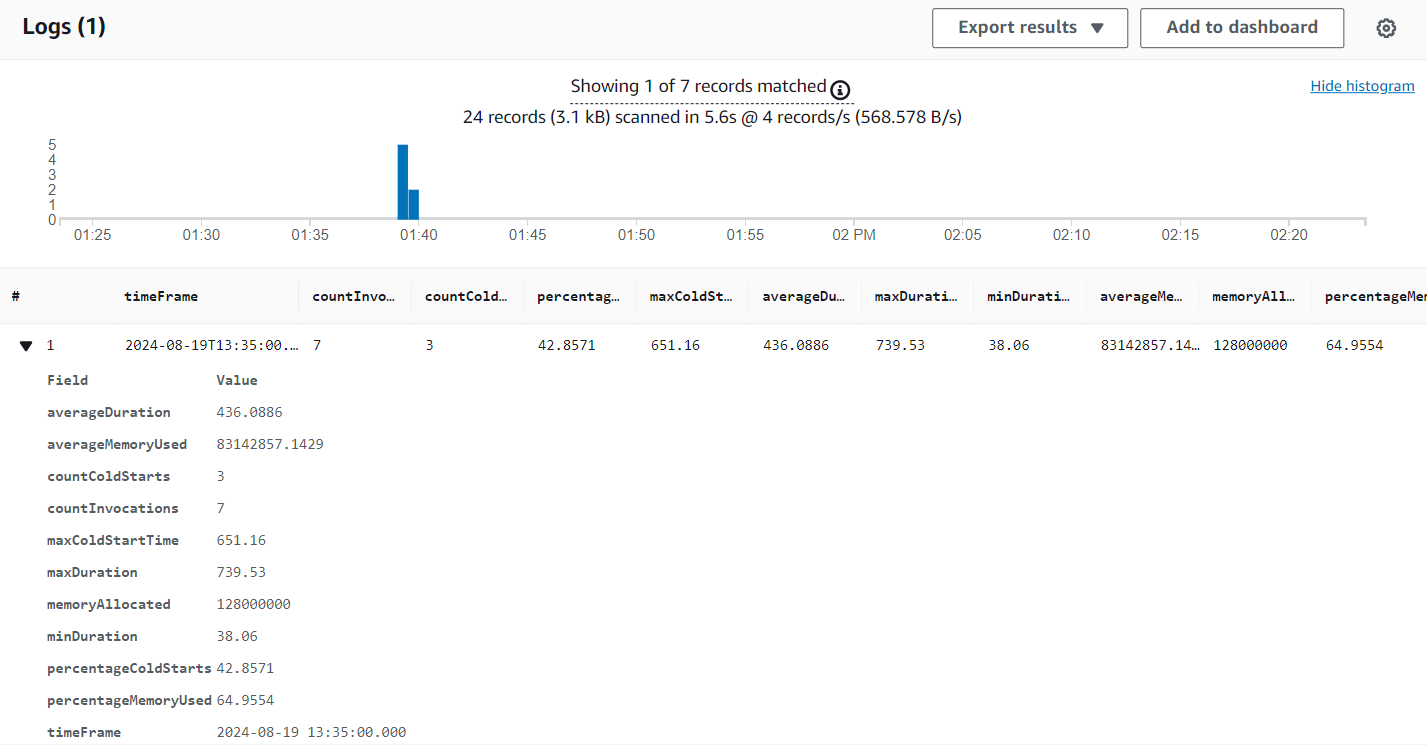 Logs (1)
Export results
Add to dashboard
Showing 1 of 7 records matched
Hide histogram
24 records (3.1 kB) scanned in 5.6s @ 4 records/s (568.578 B/s)
5
4
3
2
1
0
01:25 01:30 01:35 01:40 01:45 01:50 01:55 02 PM 02:05 02:10 02:15 02:20
# timeFrame countInvo… countCold… percentag… maxColdSt… averageDu… maxDurati… minDurati… averageMe… memoryAll… percentageMem
1 2024-08-19T13:35:00.… 7 3 42.8571 651.16 436.0886 739.53 38.06 83142857.14… 128000000 64.9554
Field Value
averageDuration 436.0886
averageMemoryUsed 83142857.1429
countColdStarts 3
countInvocations 7
maxColdStartTime 651.16
maxDuration 739.53
memoryAllocated 128000000
minDuration 38.06
percentageColdStarts 42.8571
percentageMemoryUsed 64.9554
timeFrame 2024-08-19 13:35:00.000